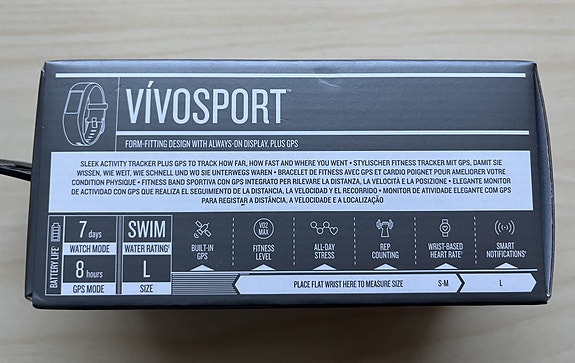 VÍVOSPORT™
FORM-FITTING DESIGN WITH ALWAYS-ON DISPLAY, PLUS GPS
SLEEK ACTIVITY TRACKER PLUS GPS TO TRACK HOW FAR, HOW FAST AND WHERE YOU WENT • STYLISCHER FITNESS TRACKER MIT GPS, DAMIT SIE
WISSEN, WIE WEIT, WIE SCHNELL UND WO SIE UNTERWEGS WAREN • BRACELET DE FITNESS AVEC GPS ET CARDIO POIGNET POUR AMELIORER VOTRE
CONDITION PHYSIQUE • FITNESS BAND SPORTIVA CON GPS INTEGRATO PER RILEVARE LA DISTANZA, LA VELOCITÀ E LA POSIZIONE • ELEGANTE MONITOR
DE ACTIVIDAD CON GPS QUE REALIZA EL SEGUIMIENTO DE LA DISTANCIA, LA VELOCIDAD Y EL RECORRIDO • MONITOR DE ATIVIDADE ELEGANTE COM GPS
PARA REGISTAR A DISTÂNCIA, A VELOCIDADE E A LOCALIZAÇÃO
BATTERY LIFE
7 days
WATCH MODE
8 hours
GPS MODE
SWIM
WATER RATING†
L
SIZE
BUILT-IN
GPS
VO2
MAX
FITNESS
LEVEL
ALL-DAY
STRESS
REP
COUNTING
WRIST-BASED
HEART RATE†
SMART
NOTIFICATIONS†
PLACE FLAT WRIST HERE TO MEASURE SIZE
S-M
L